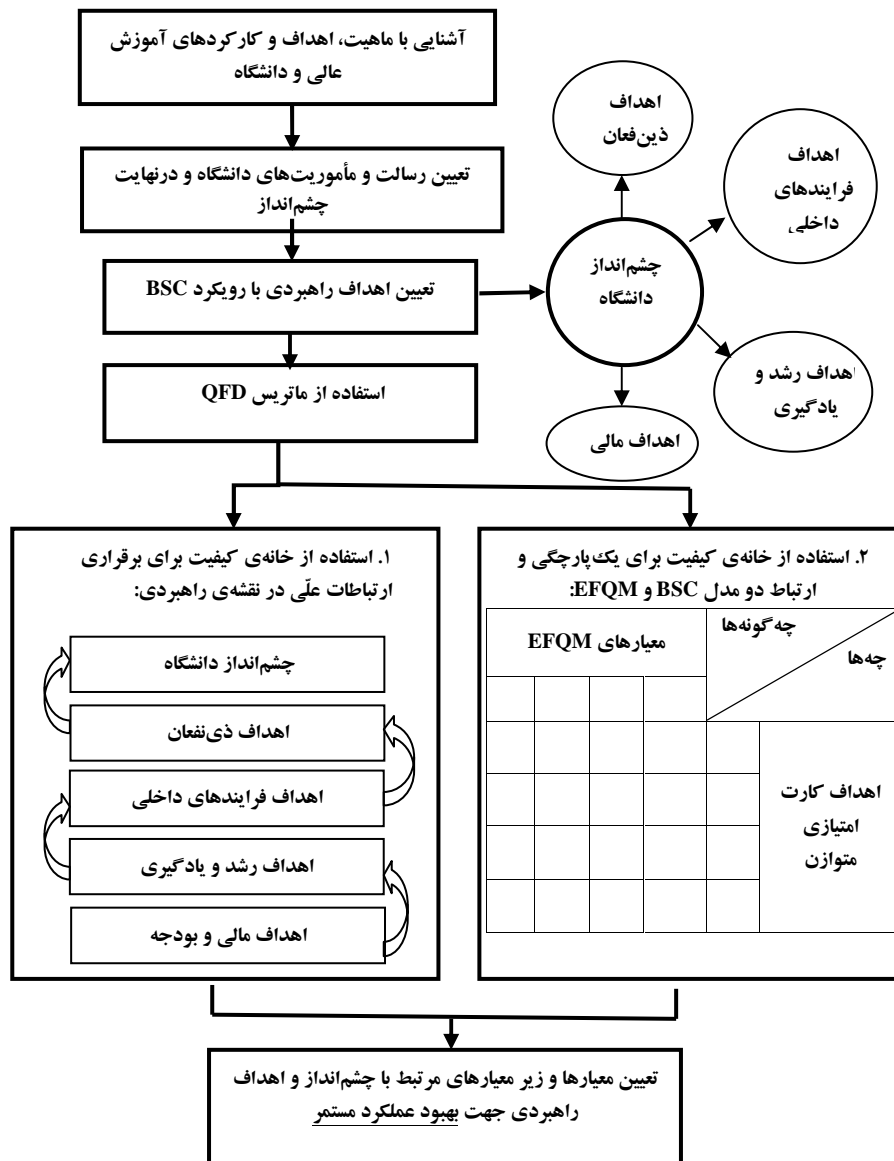 آشنایی با ماهیت، اهداف و کارکردهای آموزش
عالی و دانشگاه
تعیین رسالت و مأموریت‌های دانشگاه و درنهایت
چشم‌انداز
تعیین اهداف راهبردی با رویکرد BSC
استفاده از ماتریس QFD
اهداف
ذین‌فعان
اهداف
فرایندهای
داخلی
چشم‌انداز
دانشگاه
اهداف رشد و
یادگیری
اهداف مالی
۱. استفاده از خانه‌ی کیفیت برای برقراری
ارتباطات علّی در نقشه‌ی راهبردی:
چشم‌انداز دانشگاه
اهداف ذی‌نفعان
اهداف فرایندهای داخلی
اهداف رشد و یادگیری
اهداف مالی و بودجه
۲. استفاده از خانه‌ی کیفیت برای یک‌پارچگی و
ارتباط دو مدل BSC و EFQM:
چه‌گونه‌ها
چه‌ها
معیارهای EFQM
اهداف کارت
امتیازی
متوازن
تعیین معیارها و زیر معیارهای مرتبط با چشم‌انداز و اهداف
راهبردی جهت بهبود عملکرد مستمر